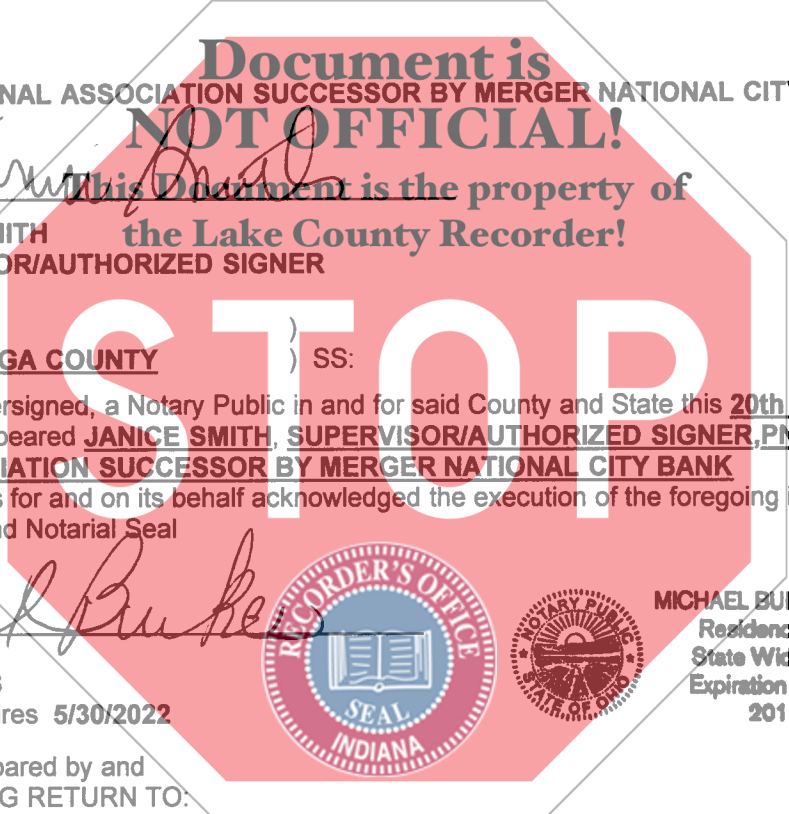 Document is
NAL ASSOCIATION SUCCESSOR BY MERGER NATIONAL CITY
NOT OFFICIAL!
This Document is the property of
ITH
the Lake County Recorder!
OR/AUTHORIZED SIGNER
STOP
)
GA COUNTY ) SS:
ersigned, a Notary Public in and for said County and State this 20th
peared JANICE SMITH, SUPERVISOR/AUTHORIZED SIGNER,PN
IATION SUCCESSOR BY MERGER NATIONAL CITY BANK
s for and on its behalf acknowledged the execution of the foregoing i
nd Notarial Seal
RECORDER'S OFFICE
SEAL
INDIANA
NOTARY PUBLIC
STATE OF OHIO
MICHAEL BU
Residenc
State Wid
Expiration
201
ires 5/30/2022
pared by and
G RETURN TO: